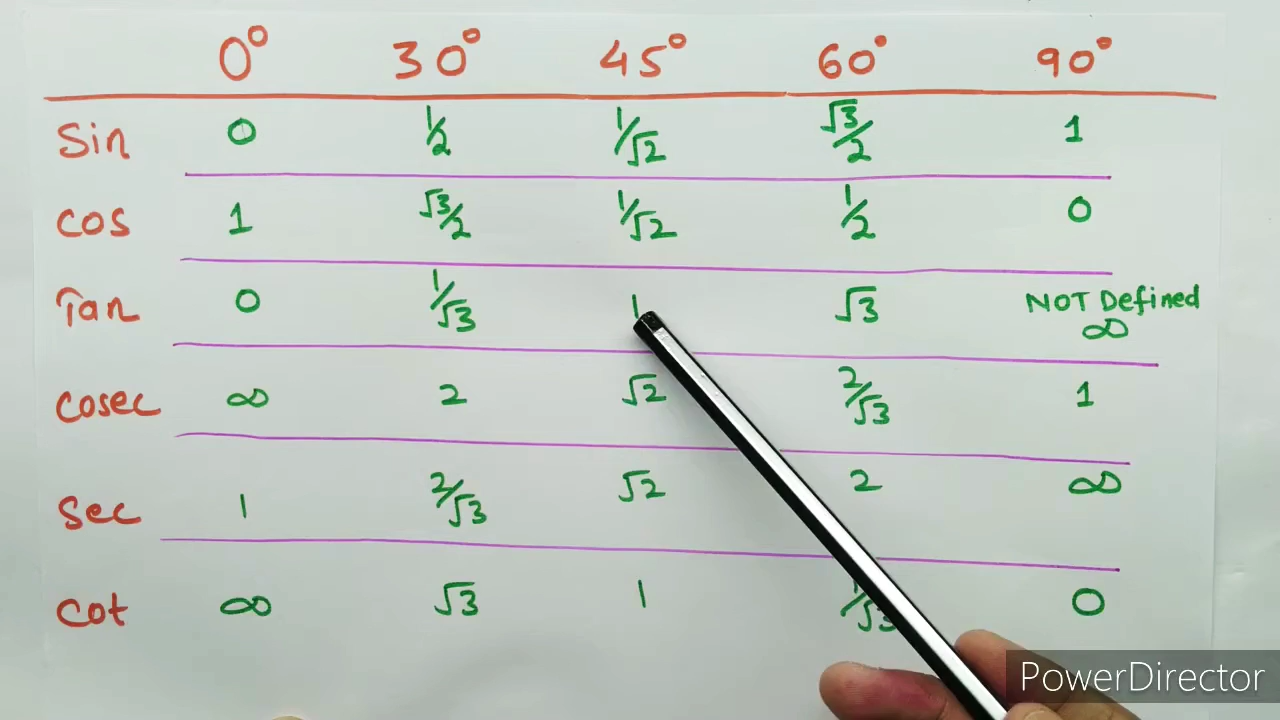 0° 30° 45° 60° 90°
Sin 0 1/2 1/√2 √3/2 1
cos 1 √3/2 1/√2 1/2 0
Tan 0 1/√3 1 √3 NOT Defined
∞
cosec ∞ 2 √2 2/√3 1
Sec 1 2/√3 √2 2 ∞
cot ∞ √3 1 1/√3 0
PowerDirector